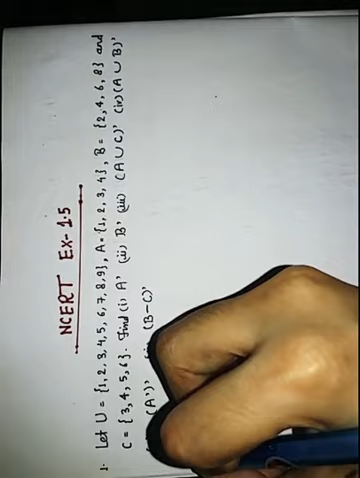 NCERT EX-1.5
1. Let U = {1, 2, 3, 4, 5, 6, 7, 8, 9}, A = {1, 2, 3, 4}, B = {2, 4, 6, 8} and
C = {3, 4, 5, 6}. Find (i) A' (ii) B' (iii) (A ∪ C)' (iv) (A ∪ B)'
(A')' (B-C)'